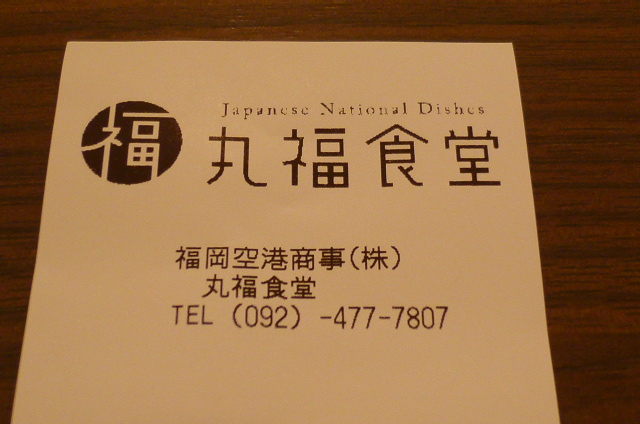 Japanese National Dishes
福 丸福食堂
福岡空港商事(株)
丸福食堂
TEL (092) -477-7807